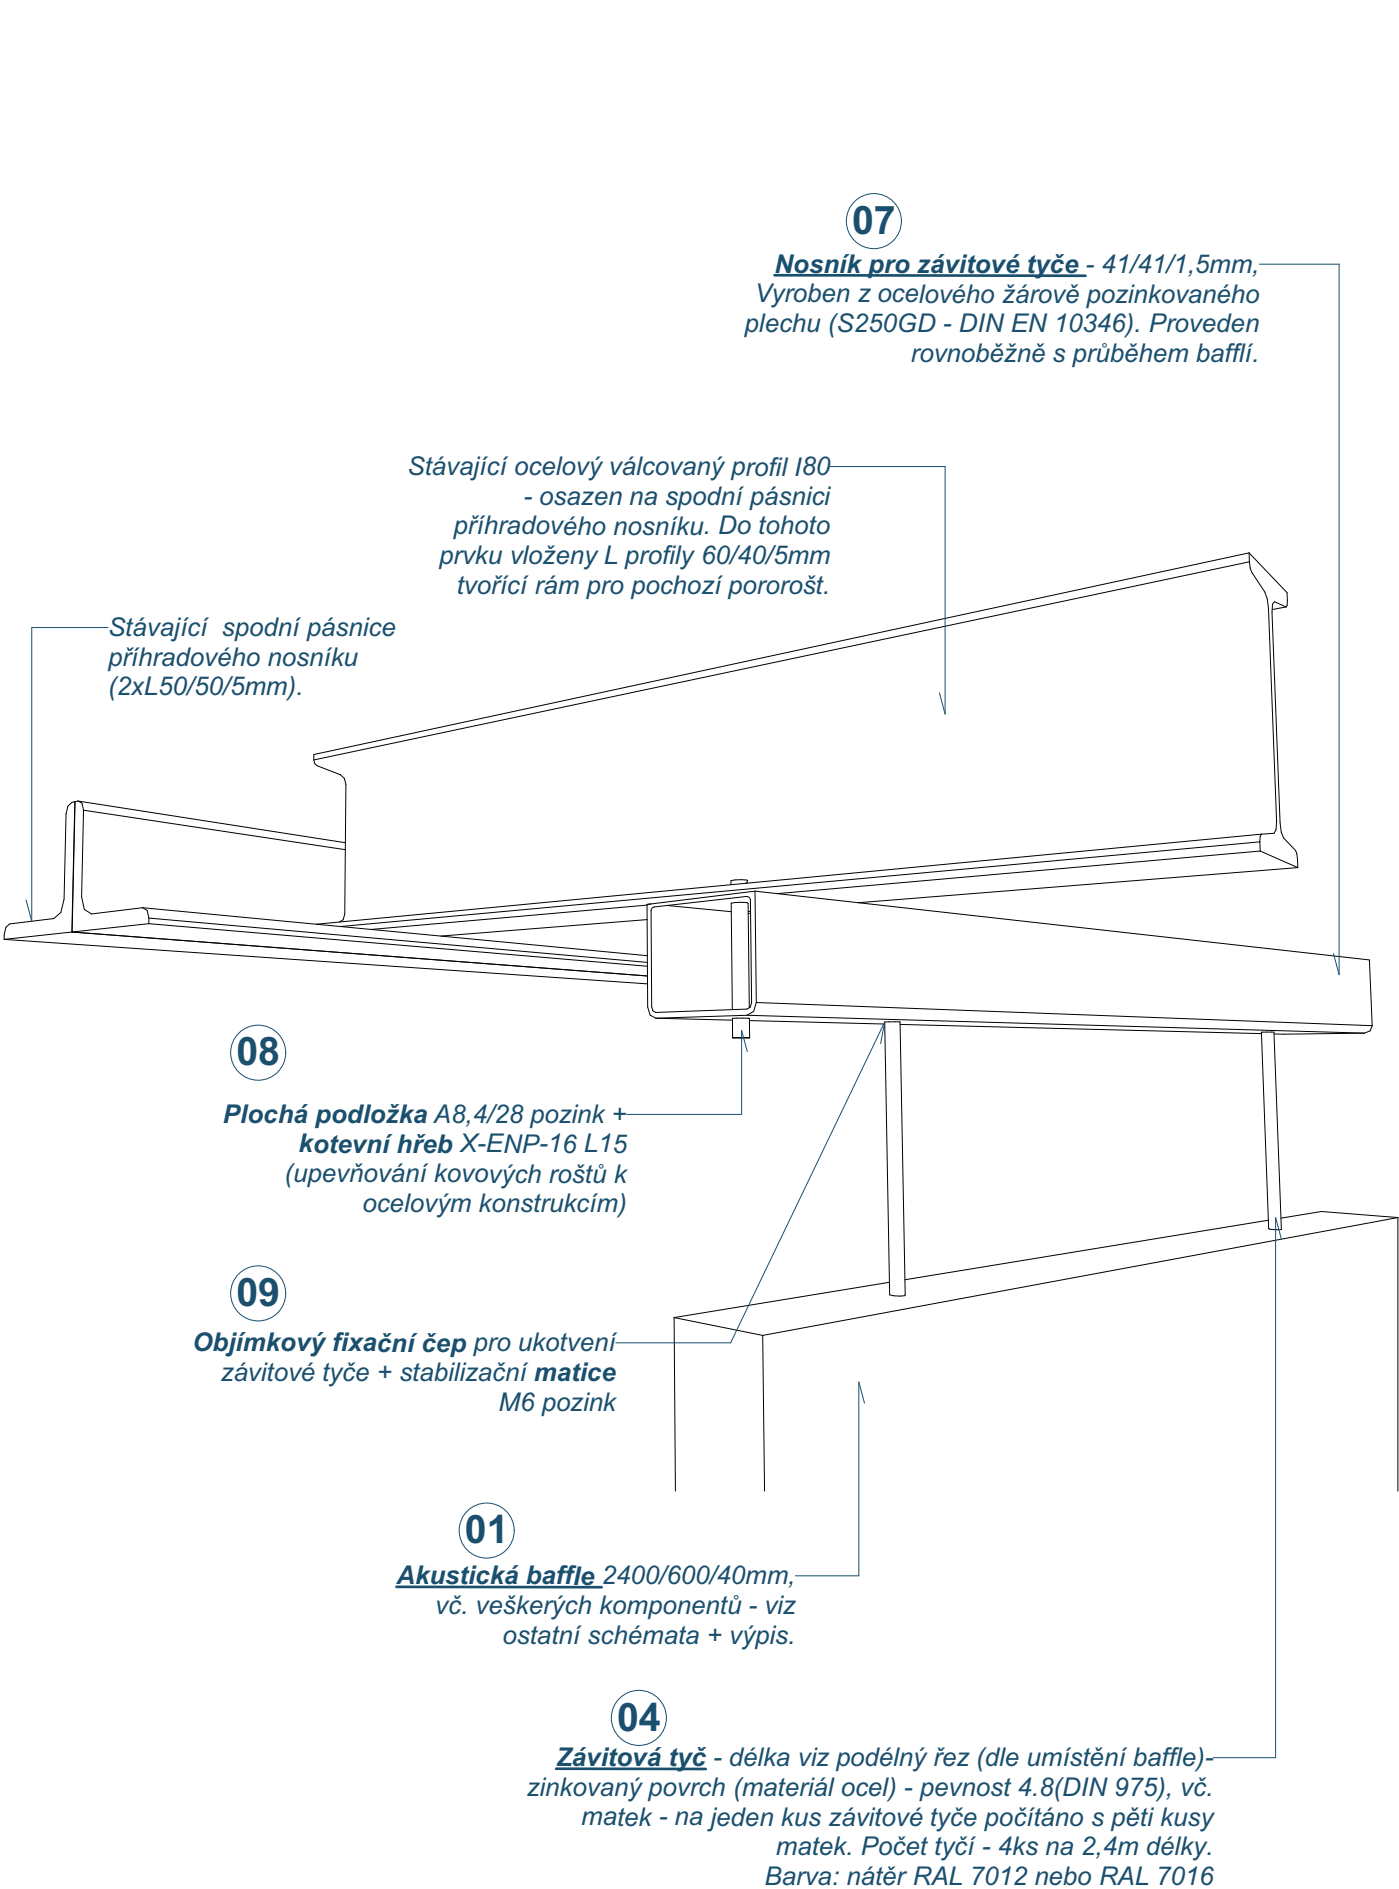 07
Nosník pro závitové tyče - 41/41/1,5mm,
Vyroben z ocelového žárově pozinkovaného
plechu (S250GD - DIN EN 10346). Proveden
rovnoběžně s průběhem bafflí.
Stávající ocelový válcovaný profil I80
- osazen na spodní pásnici
příhradového nosníku. Do tohoto
prvku vloženy L profily 60/40/5mm
tvořící rám pro pochozí pororošt.
Stávající spodní pásnice
příhradového nosníku
(2xL50/50/5mm).
08
Plochá podložka A8,4/28 pozink +
kotevní hřeb X-ENP-16 L15
(upevňování kovových roštů k
ocelovým konstrukcím)
09
Objímkový fixační čep pro ukotvení
závitové tyče + stabilizační matice
M6 pozink
01
Akustická baffle 2400/600/40mm,
vč. veškerých komponentů - viz
ostatní schémata + výpis.
04
Závitová tyč - délka viz podélný řez (dle umístění baffle)-
zinkovaný povrch (materiál ocel) - pevnost 4.8(DIN 975), vč.
matek - na jeden kus závitové tyče počítáno s pěti kusy
matek. Počet tyčí - 4ks na 2,4m délky.
Barva: nátěr RAL 7012 nebo RAL 7016